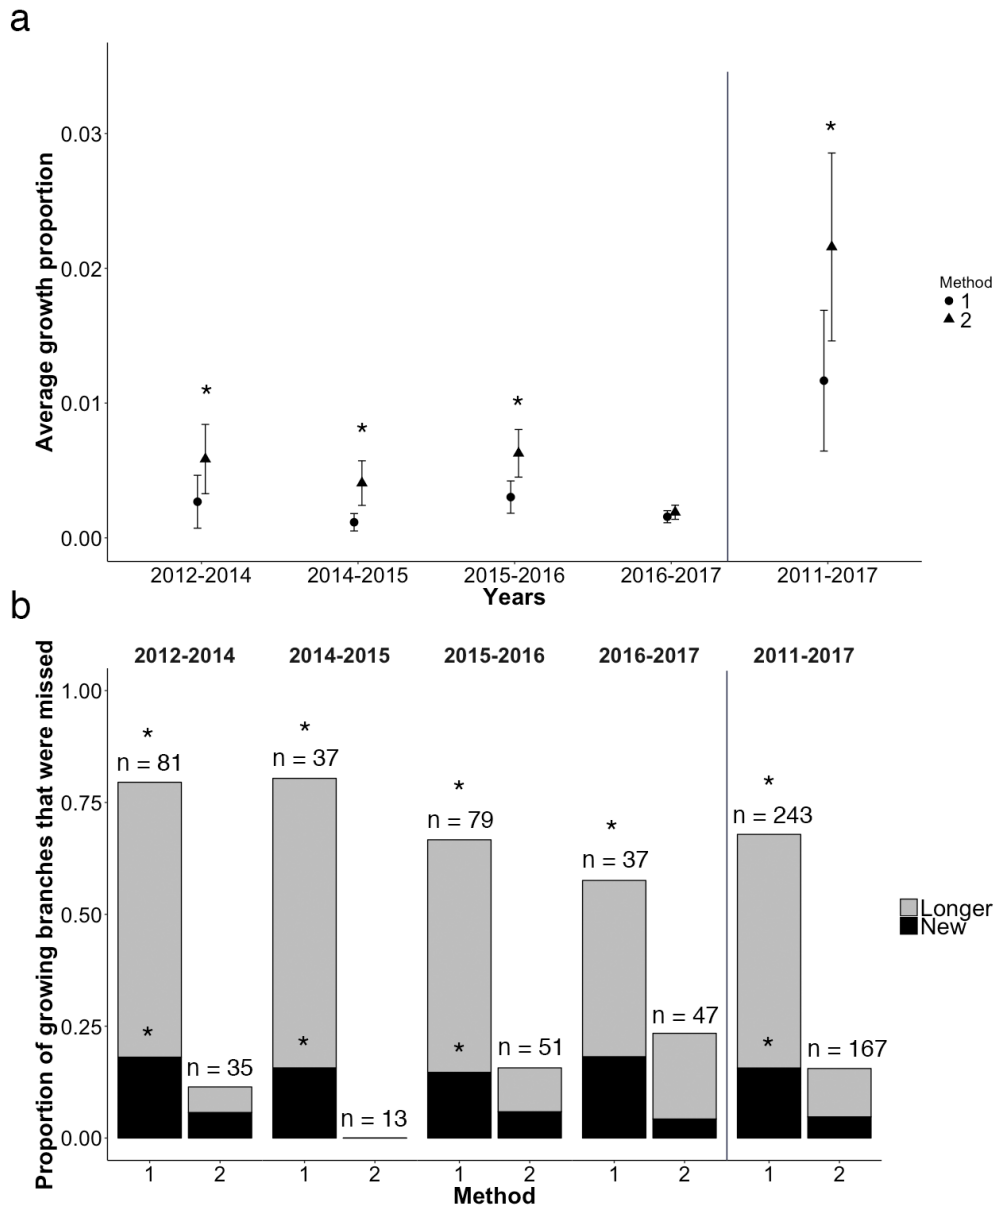 a
Average growth proportion
0.03
0.02
0.01
0.00
*
*
*
*
2012-2014
2014-2015
2015-2016
2016-2017
2011-2017
Years
Method
1
2
b
Proportion of growing branches that were missed
2012-2014
2014-2015
2015-2016
2016-2017
2011-2017
1.00
0.75
0.50
0.25
0.00
*
n = 81
*
n = 35
*
n = 37
*
n = 13
*
n = 79
*
n = 51
*
n = 37
n = 47
*
n = 243
*
n = 167
1 2
1 2
1 2
1 2
1 2
Method
Longer
New